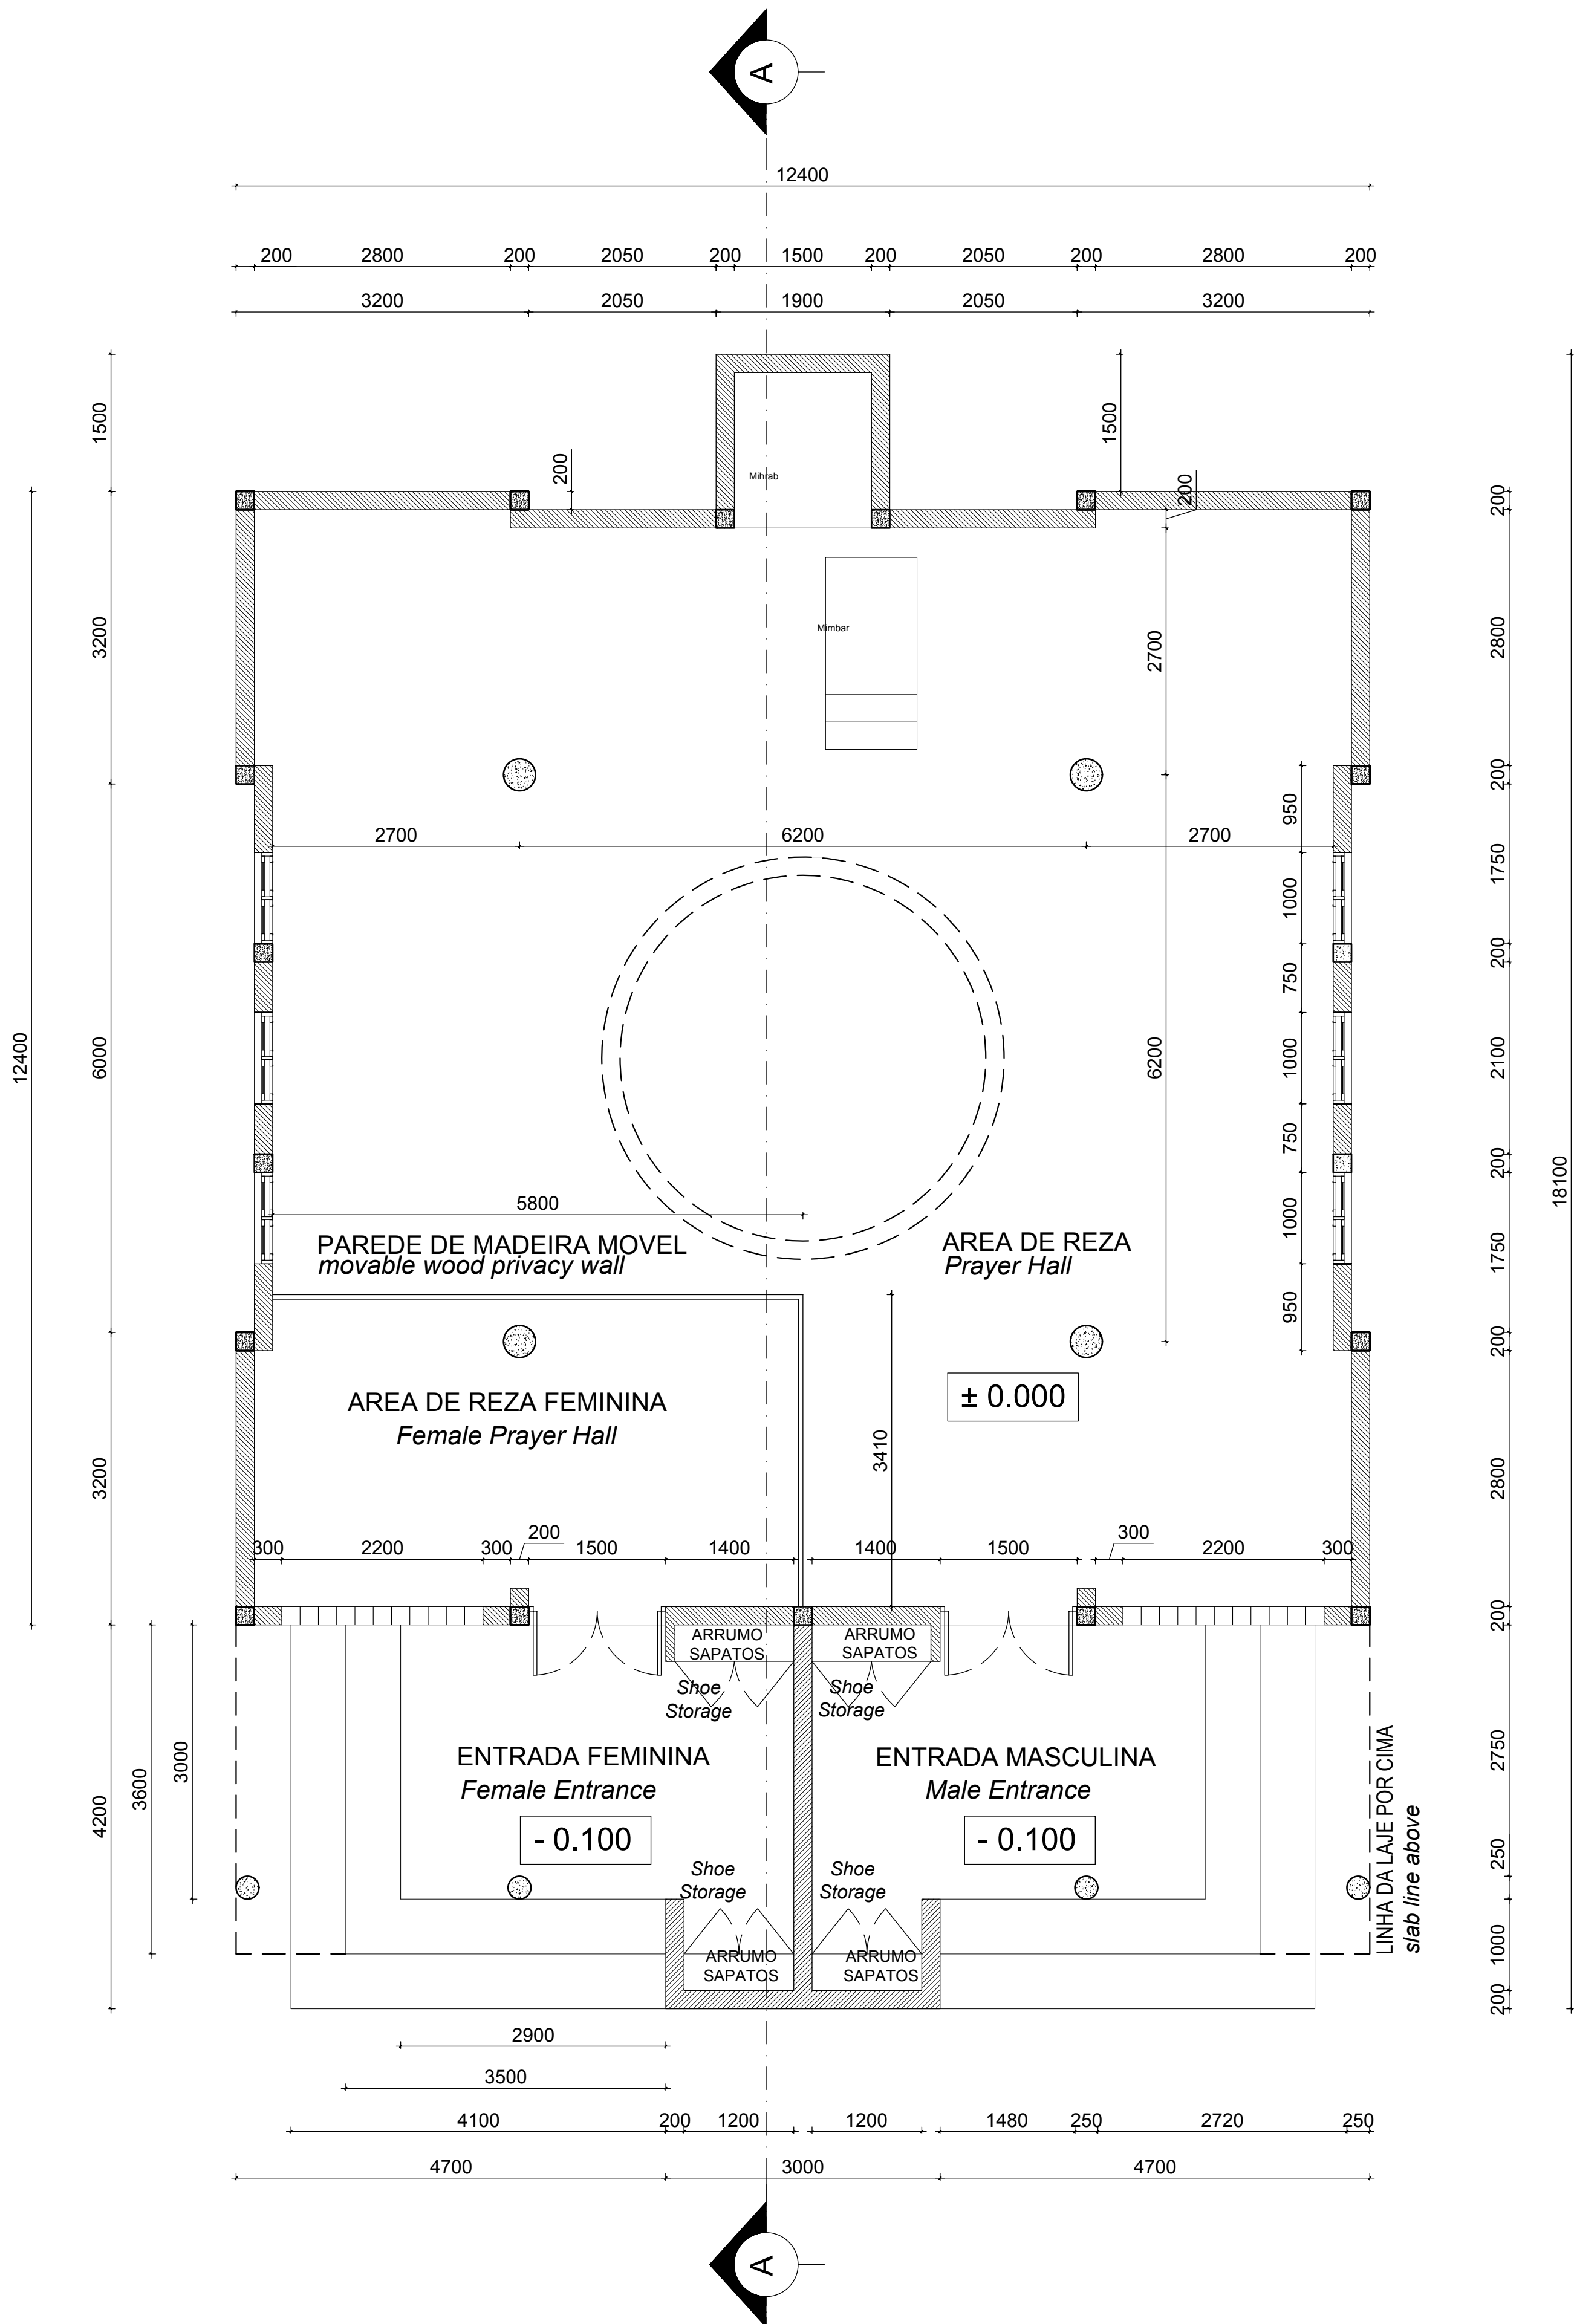 A
12400
200 2800 200 2050 200 1500 200 2050 200 2800 200
3200 2050 1900 2050 3200
1500
1500
200
200
200
Mihrab
3200
2800
2700
Mimbar
200
950
2700 6200 2700
1750
1000
200
750
12400
6000
6200
1000
2100
750
200
18100
5800
1000
1750
PAREDE DE MADEIRA MOVEL
movable wood privacy wall
AREA DE REZA
Prayer Hall
950
200
± 0.000
AREA DE REZA FEMININA
Female Prayer Hall
3410
3200
2800
300 2200 300 200 1500 1400 1400 1500 300 2200 300
200
ARRUMO
SAPATOS
ARRUMO
SAPATOS
Shoe
Storage
Shoe
Storage
ENTRADA FEMININA
Female Entrance
- 0.100
ENTRADA MASCULINA
Male Entrance
- 0.100
3000
3600
4200
2750
LINHA DA LAJE POR CIMA
slab line above
250
Shoe
Storage
Shoe
Storage
ARRUMO
SAPATOS
ARRUMO
SAPATOS
1000
200
2900
3500
4100 200 1200 1200 1480 250 2720 250
4700 3000 4700
A